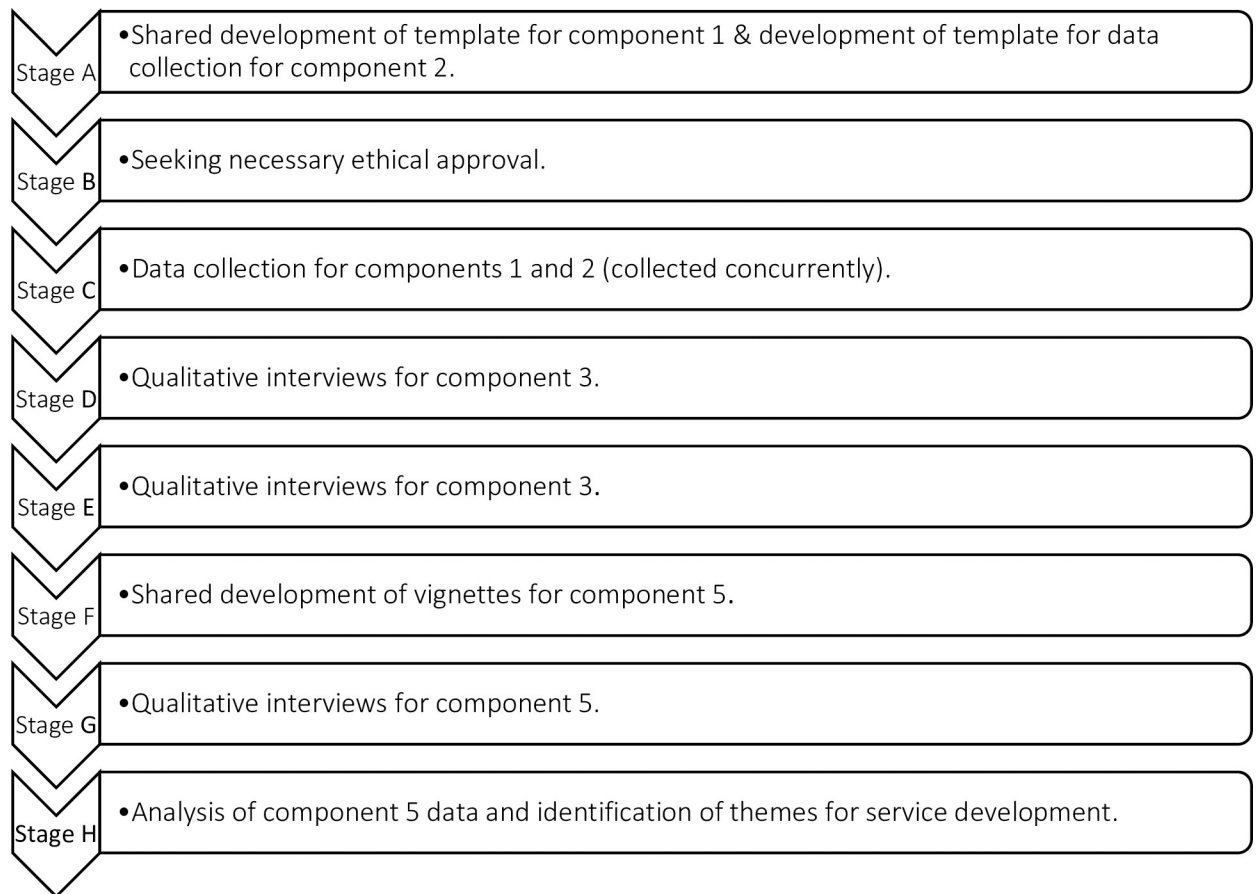 Stage A
•Shared development of template for component 1 & development of template for data
collection for component 2.
Stage B
•Seeking necessary ethical approval.
Stage C
•Data collection for components 1 and 2 (collected concurrently).
Stage D
•Qualitative interviews for component 3.
Stage E
•Qualitative interviews for component 3.
Stage F
•Shared development of vignettes for component 5.
Stage G
•Qualitative interviews for component 5.
Stage H
•Analysis of component 5 data and identification of themes for service development.